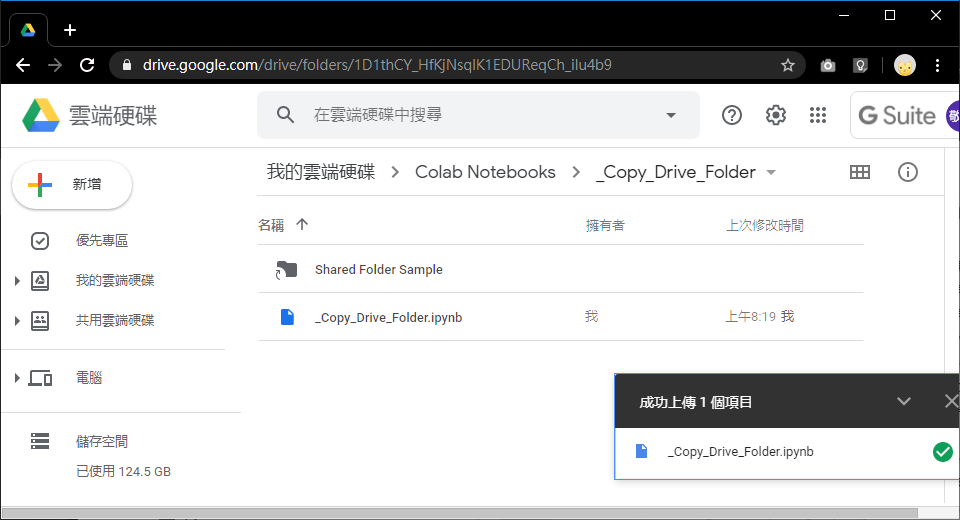 drive.google.com/drive/folders/1D1thCY_HfKjNsqIK1EDUReqCh_ilu4b9
雲端硬碟
在雲端硬碟中搜尋
G Suite
敬
新增
我的雲端硬碟 > Colab Notebooks > _Copy_Drive_Folder
名稱 擁有者 上次修改時間
優先專區
Shared Folder Sample
我的雲端硬碟
_Copy_Drive_Folder.ipynb 我 上午8:19 我
共用雲端硬碟
電腦
成功上傳 1 個項目
儲存空間
_Copy_Drive_Folder.ipynb
已使用 124.5 GB